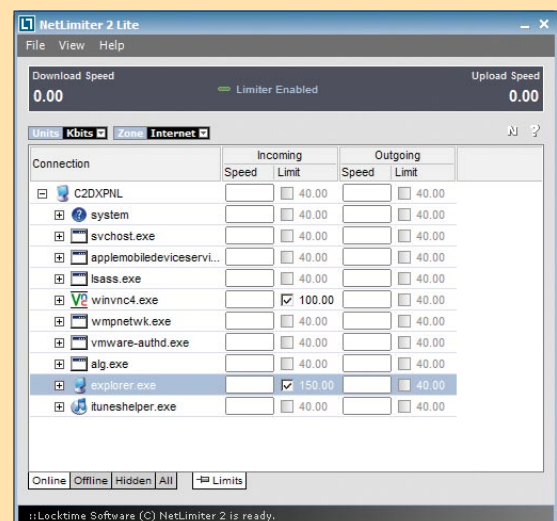 NetLimiter 2 Lite
File View Help
Download Speed
0.00
Limiter Enabled
Upload Speed
0.00
Units Kbits Zone Internet
N ?
Connection
Incoming
Outgoing
Speed Limit Speed Limit
C2DXPNL 40.00 40.00
system 40.00 40.00
svchost.exe 40.00 40.00
applemobiledeviceservi... 40.00 40.00
lsass.exe 40.00 40.00
winvnc4.exe 100.00 40.00
wmpnetwk.exe 40.00 40.00
vmware-authd.exe 40.00 40.00
alg.exe 40.00 40.00
explorer.exe 150.00 40.00
ituneshelper.exe 40.00 40.00
Online Offline Hidden All Limits
::Locktime Software (C) NetLimiter 2 is ready.